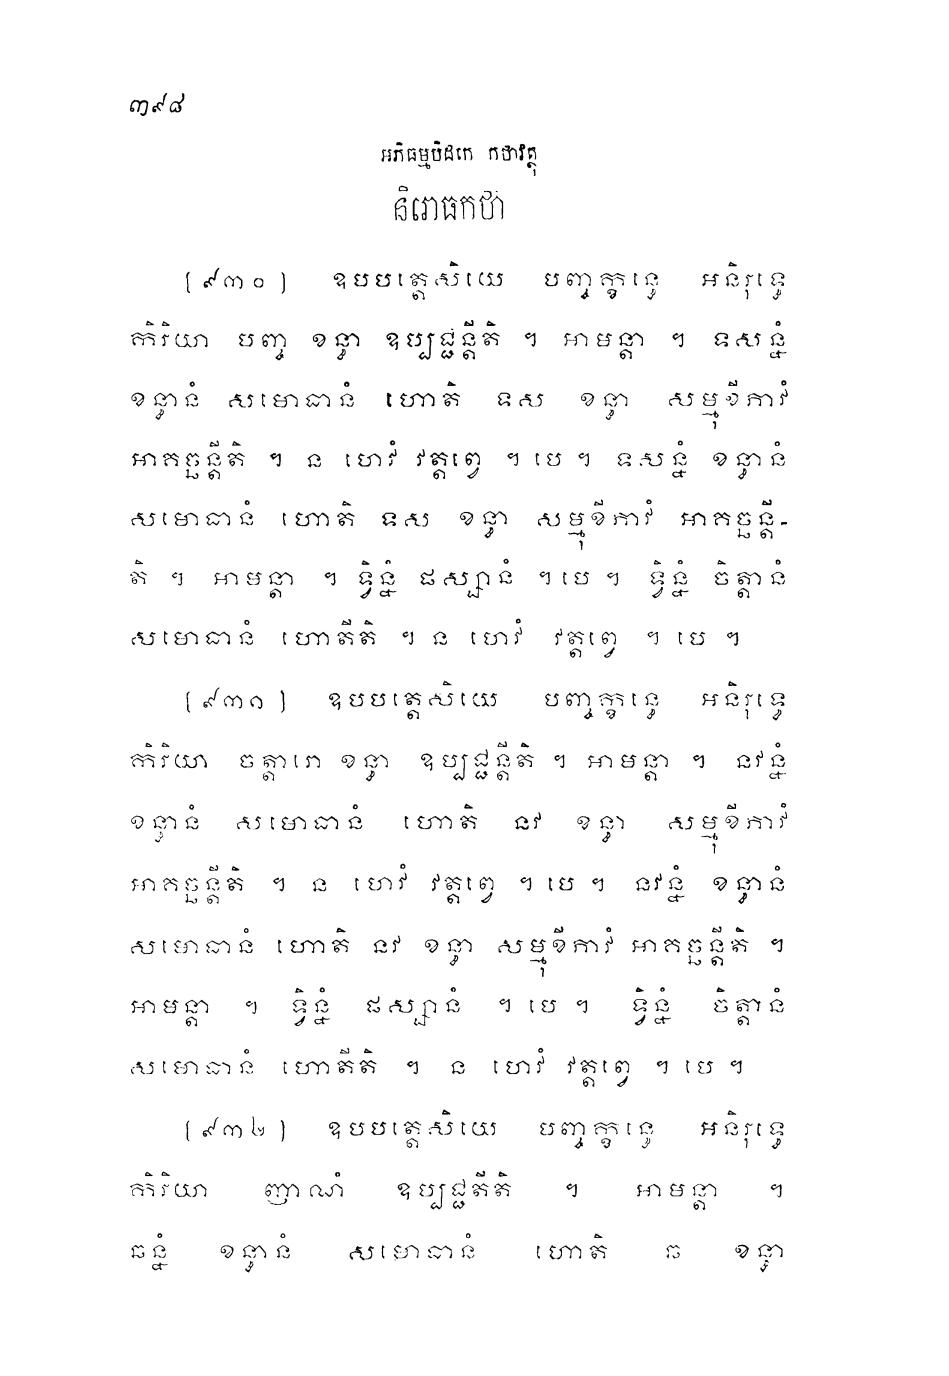 ៣៩៨
អភិធម្មបិដកេ កថាវត្ថុ
និរោធកថា
[៩៣០] ឧបបត្តេសិយេ បញ្ចក្ខន្ធេ អនិរុទ្ធេ
កិរិយា បញ្ច ខន្ធា ឧប្បជ្ជន្តីតិ ។ អាមន្តា ។ ទសន្នំ
ខន្ធានំ សមោធានំ ហោតិ ទស ខន្ធា សម្មុខីភាវំ
អាគច្ឆន្តីតិ ។ ន ហេវំ វត្តព្វេ ។ បេ ។ ទសន្នំ ខន្ធានំ
សមោធានំ ហោតិ ទស ខន្ធា សម្មុខីភាវំ អាគច្ឆន្តី-
តិ ។ អាមន្តា ។ ទ្វិន្នំ ផស្សានំ ។ បេ ។ ទ្វិន្នំ ចិត្តានំ
សមោធានំ ហោតីតិ ។ ន ហេវំ វត្តព្វេ ។ បេ ។
[៩៣១] ឧបបត្តេសិយេ បញ្ចក្ខន្ធេ អនិរុទ្ធេ
កិរិយា ចត្តារោ ខន្ធា ឧប្បជ្ជន្តីតិ ។ អាមន្តា ។ នវន្នំ
ខន្ធានំ សមោធានំ ហោតិ នវ ខន្ធា សម្មុខីភាវំ
អាគច្ឆន្តីតិ ។ ន ហេវំ វត្តព្វេ ។ បេ ។ នវន្នំ ខន្ធានំ
សមោធានំ ហោតិ នវ ខន្ធា សម្មុខីភាវំ អាគច្ឆន្តីតិ ។
អាមន្តា ។ ទ្វិន្នំ ផស្សានំ ។ បេ ។ ទ្វិន្នំ ចិត្តានំ
សមោធានំ ហោតីតិ ។ ន ហេវំ វត្តព្វេ ។ បេ ។
[៩៣២] ឧបបត្តេសិយេ បញ្ចក្ខន្ធេ អនិរុទ្ធេ
កិរិយា ញាណំ ឧប្បជ្ជតីតិ ។ អាមន្តា ។
ឆន្នំ ខន្ធានំ សមោធានំ ហោតិ ឆ ខន្ធា